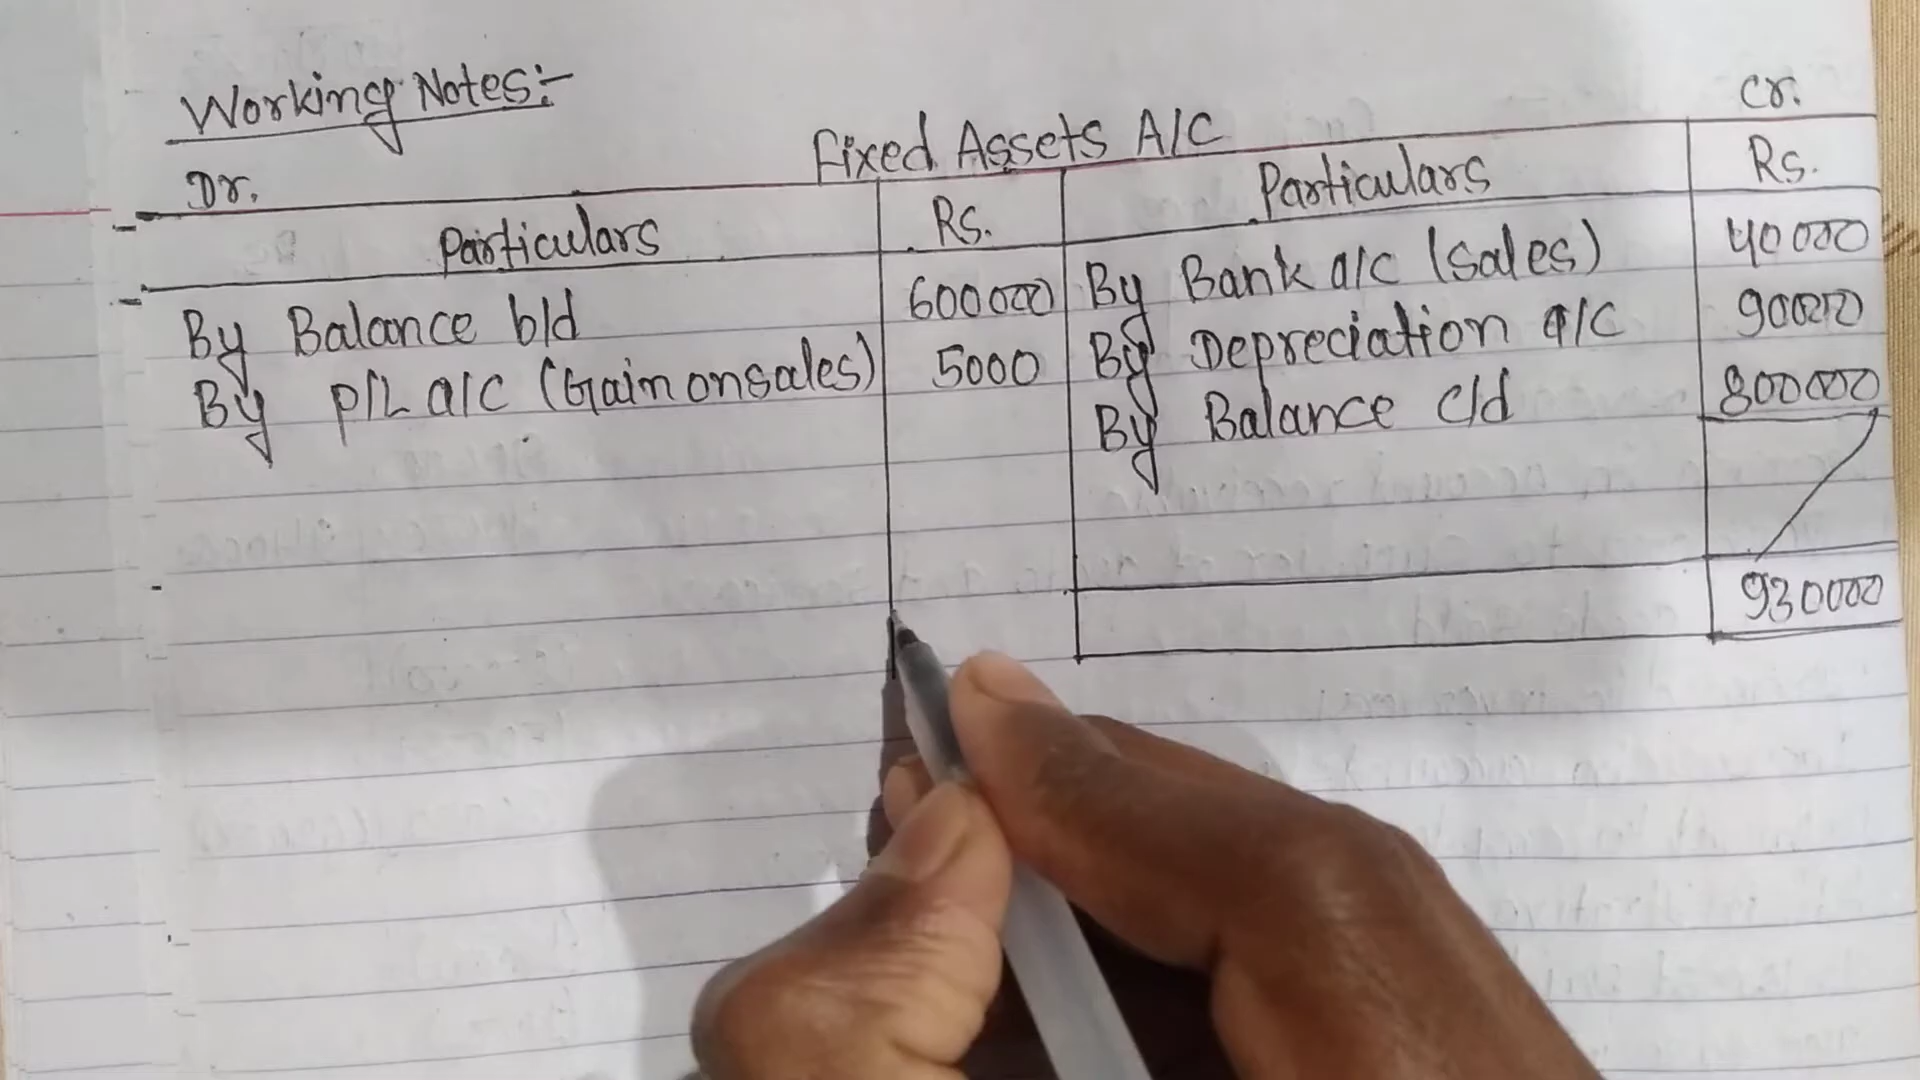 Working Notes:-
Dr. Fixed Assets A/C Cr.
Particulars Rs. Particulars Rs.
By Balance b/d 600000 By Bank a/c (sales) 40000
By P/L a/c (Gain on sales) 5000 By Depreciation a/c 90000
By Balance c/d 800000
930000